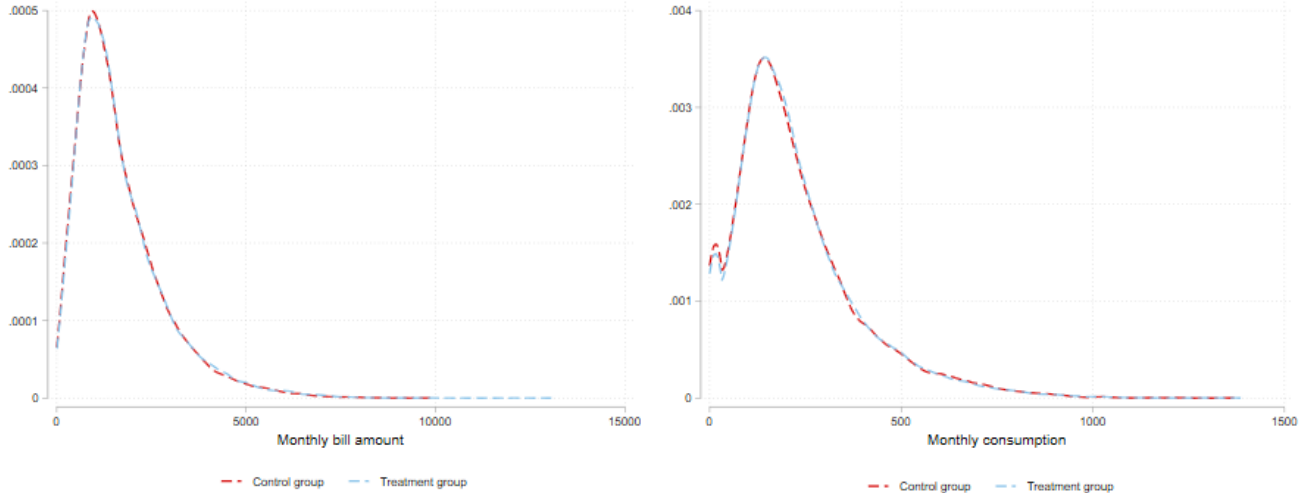 .0005
.0004
.0003
.0002
.0001
0
0 5000 10000 15000
Monthly bill amount
Control group Treatment group
.004
.003
.002
.001
0
0 500 1000 1500
Monthly consumption
Control group Treatment group